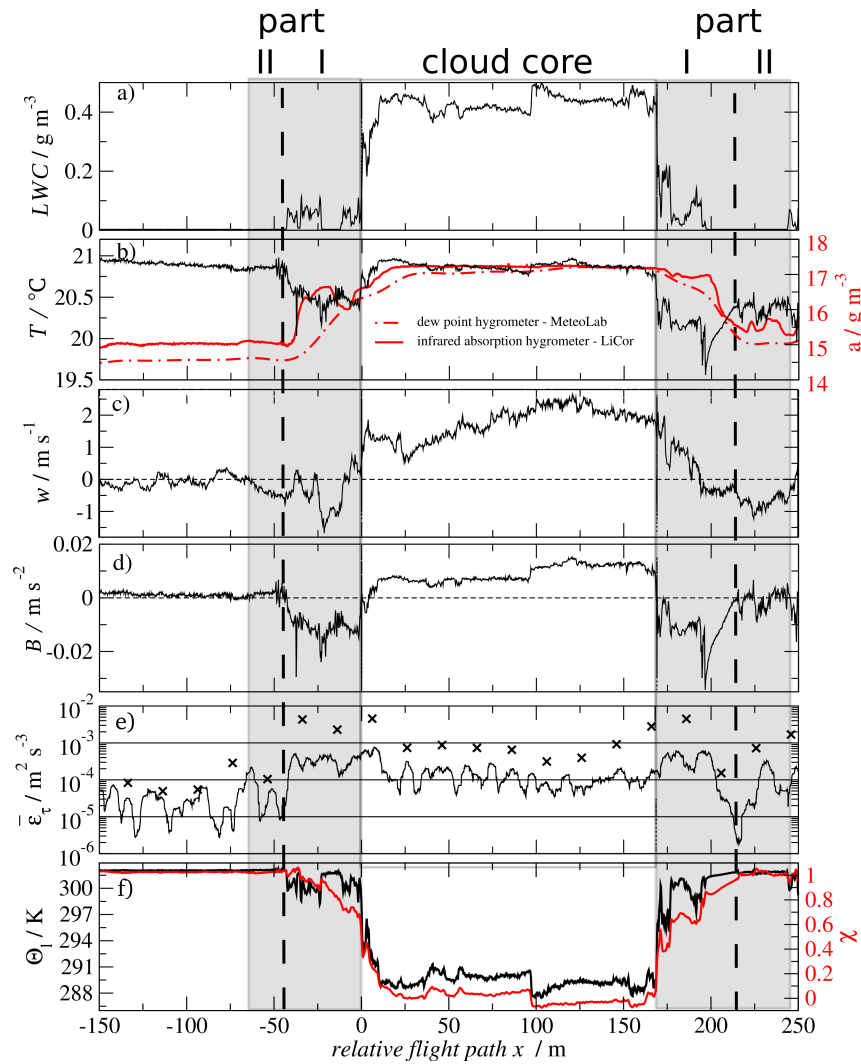 part part
II I cloud core I II
a)
0.4
0.2
0
LWC / g m⁻³
b)
21
20.5
20
19.5
T / °C
18
17
16
15
14
a / g m⁻³
dew point hygrometer - MeteoLab
infrared absorption hygrometer - LiCor
c)
2
1
0
-1
w / m s⁻¹
d)
0.02
0
-0.02
B / m s⁻²
e)
10⁻²
10⁻³
10⁻⁴
10⁻⁵
10⁻⁶
ε̄τ / m² s⁻³
10
f)
300
297
294
291
288
Θl / K
1
0.8
0.6
0.4
0.2
0
χ
-150 -100 -50 0 50 100 150 200 250
relative flight path x / m